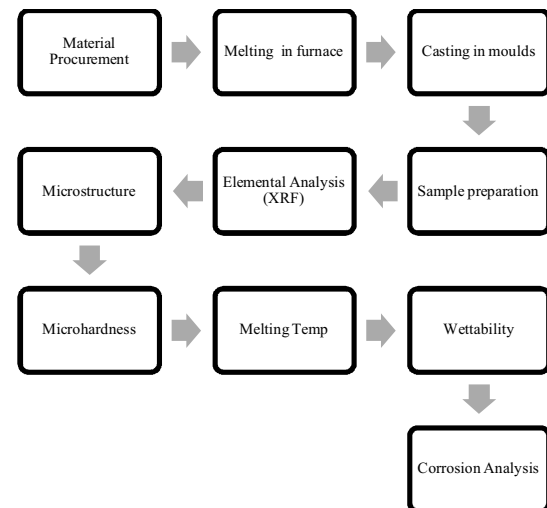 Material
Procurement
Melting in furnace
Casting in moulds
Sample preparation
Elemental Analysis
(XRF)
Microstructure
Microhardness
Melting Temp
Wettability
Corrosion Analysis